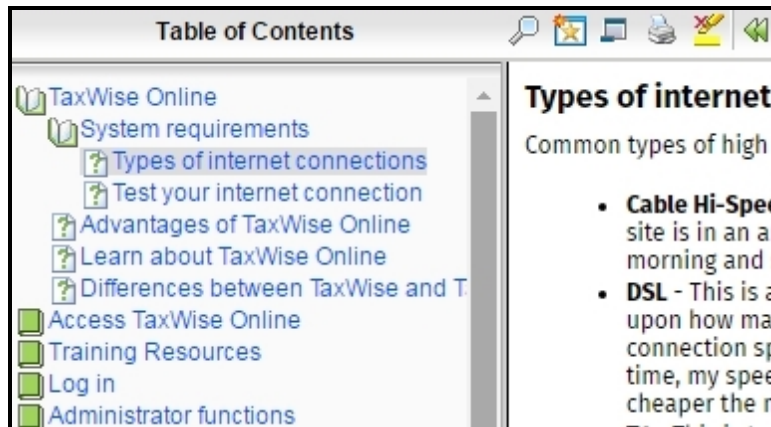 Table of Contents
TaxWise Online
System requirements
Types of internet connections
Test your internet connection
Advantages of TaxWise Online
Learn about TaxWise Online
Differences between TaxWise and T
Access TaxWise Online
Training Resources
Log in
Administrator functions
Types of internet
Common types of high
• Cable Hi-Spe
site is in an a
morning and
• DSL - This is a
upon how ma
connection sp
time, my spee
cheaper the